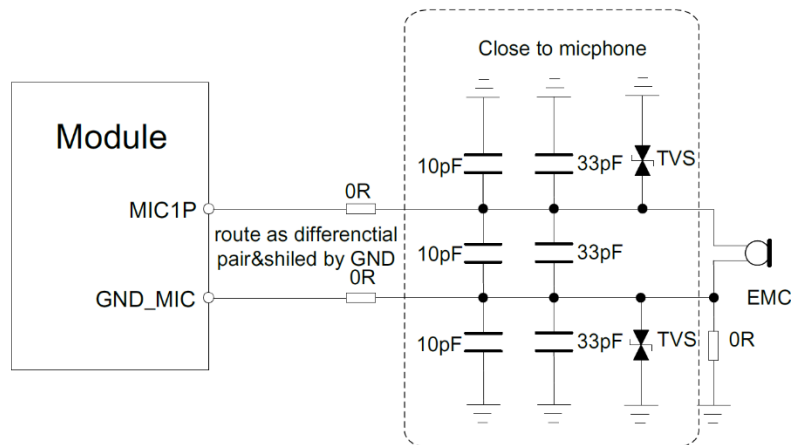 Close to micphone
Module
10pF
33pF
TVS
0R
MIC1P
route as differenctial
pair&shiled by GND
10pF
33pF
0R
GND_MIC
EMC
10pF
33pF
TVS
0R